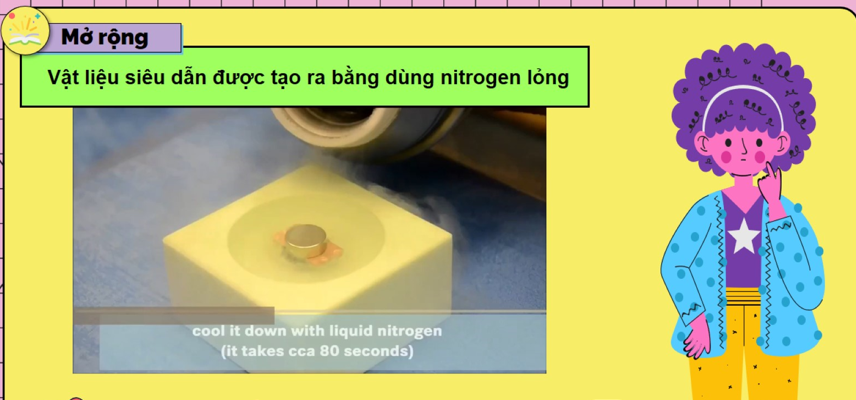 Mở rộng
Vật liệu siêu dẫn được tạo ra bằng dùng nitrogen lỏng
cool it down with liquid nitrogen
(it takes cca 80 seconds)